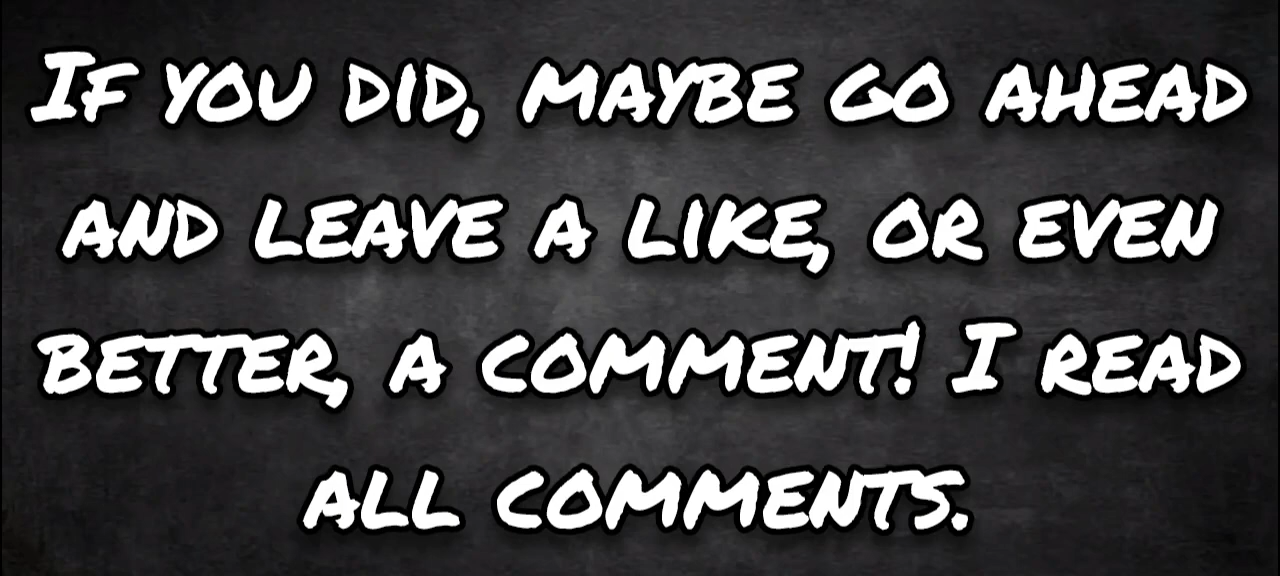 If you did, maybe go ahead
and leave a like, or even
better, a comment! I read
all comments.